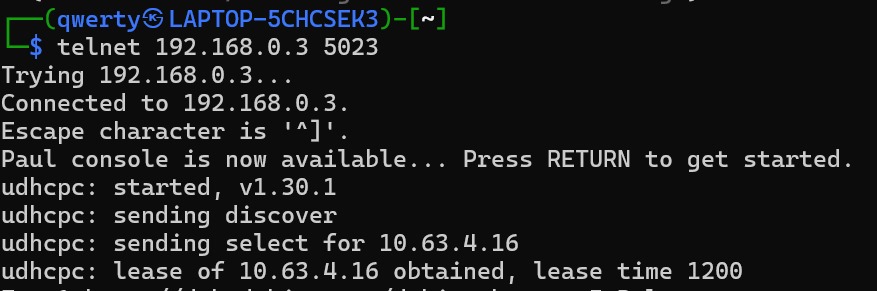 ┌──(qwerty㉿LAPTOP-5CHCSEK3)-[~]
└─$ telnet 192.168.0.3 5023
Trying 192.168.0.3...
Connected to 192.168.0.3.
Escape character is '^]'.
Paul console is now available... Press RETURN to get started.
udhcpc: started, v1.30.1
udhcpc: sending discover
udhcpc: sending select for 10.63.4.16
udhcpc: lease of 10.63.4.16 obtained, lease time 1200